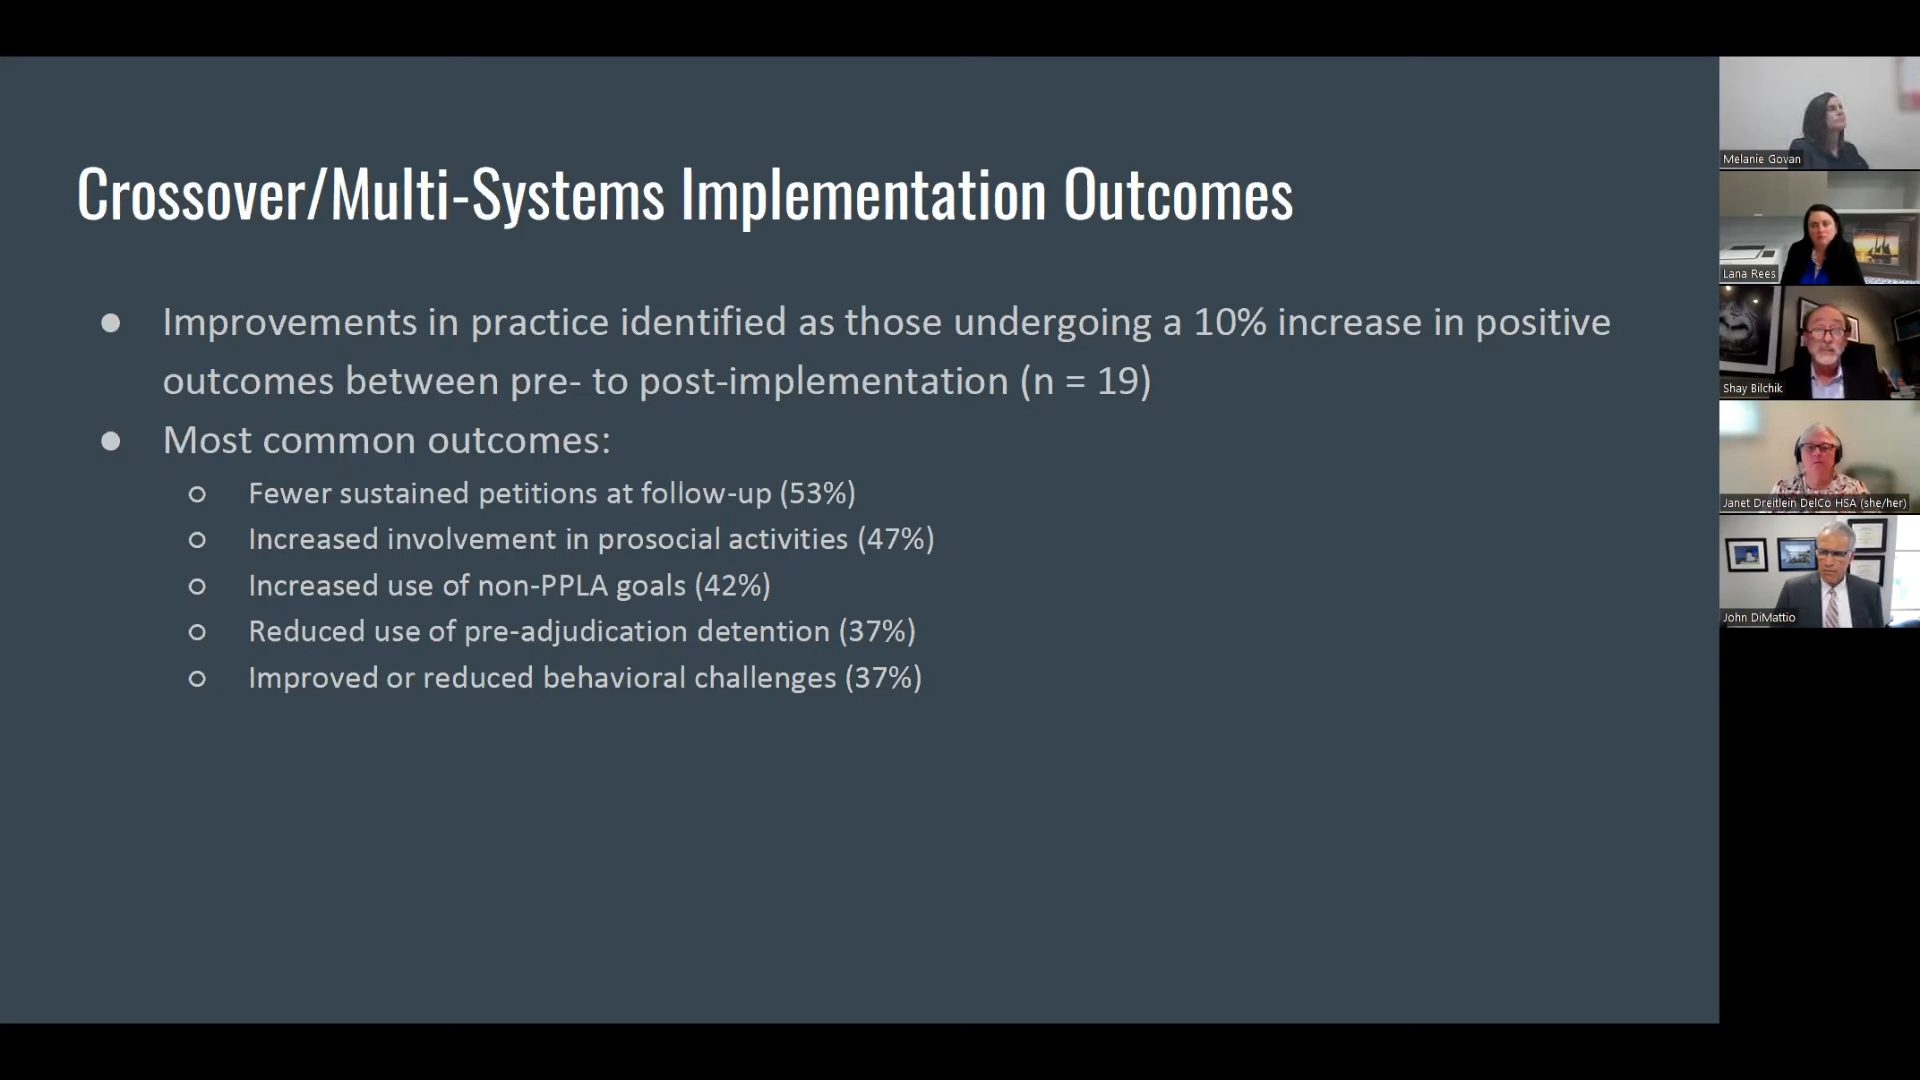 Crossover/Multi-Systems Implementation Outcomes
● Improvements in practice identified as those undergoing a 10% increase in positive
outcomes between pre- to post-implementation (n = 19)
● Most common outcomes:
○ Fewer sustained petitions at follow-up (53%)
○ Increased involvement in prosocial activities (47%)
○ Increased use of non-PPLA goals (42%)
○ Reduced use of pre-adjudication detention (37%)
○ Improved or reduced behavioral challenges (37%)
Melanie Govan
Lana Rees
Shay Bilchik
Janet Dreitlein DelCo HSA (she/her)
John DiMattio